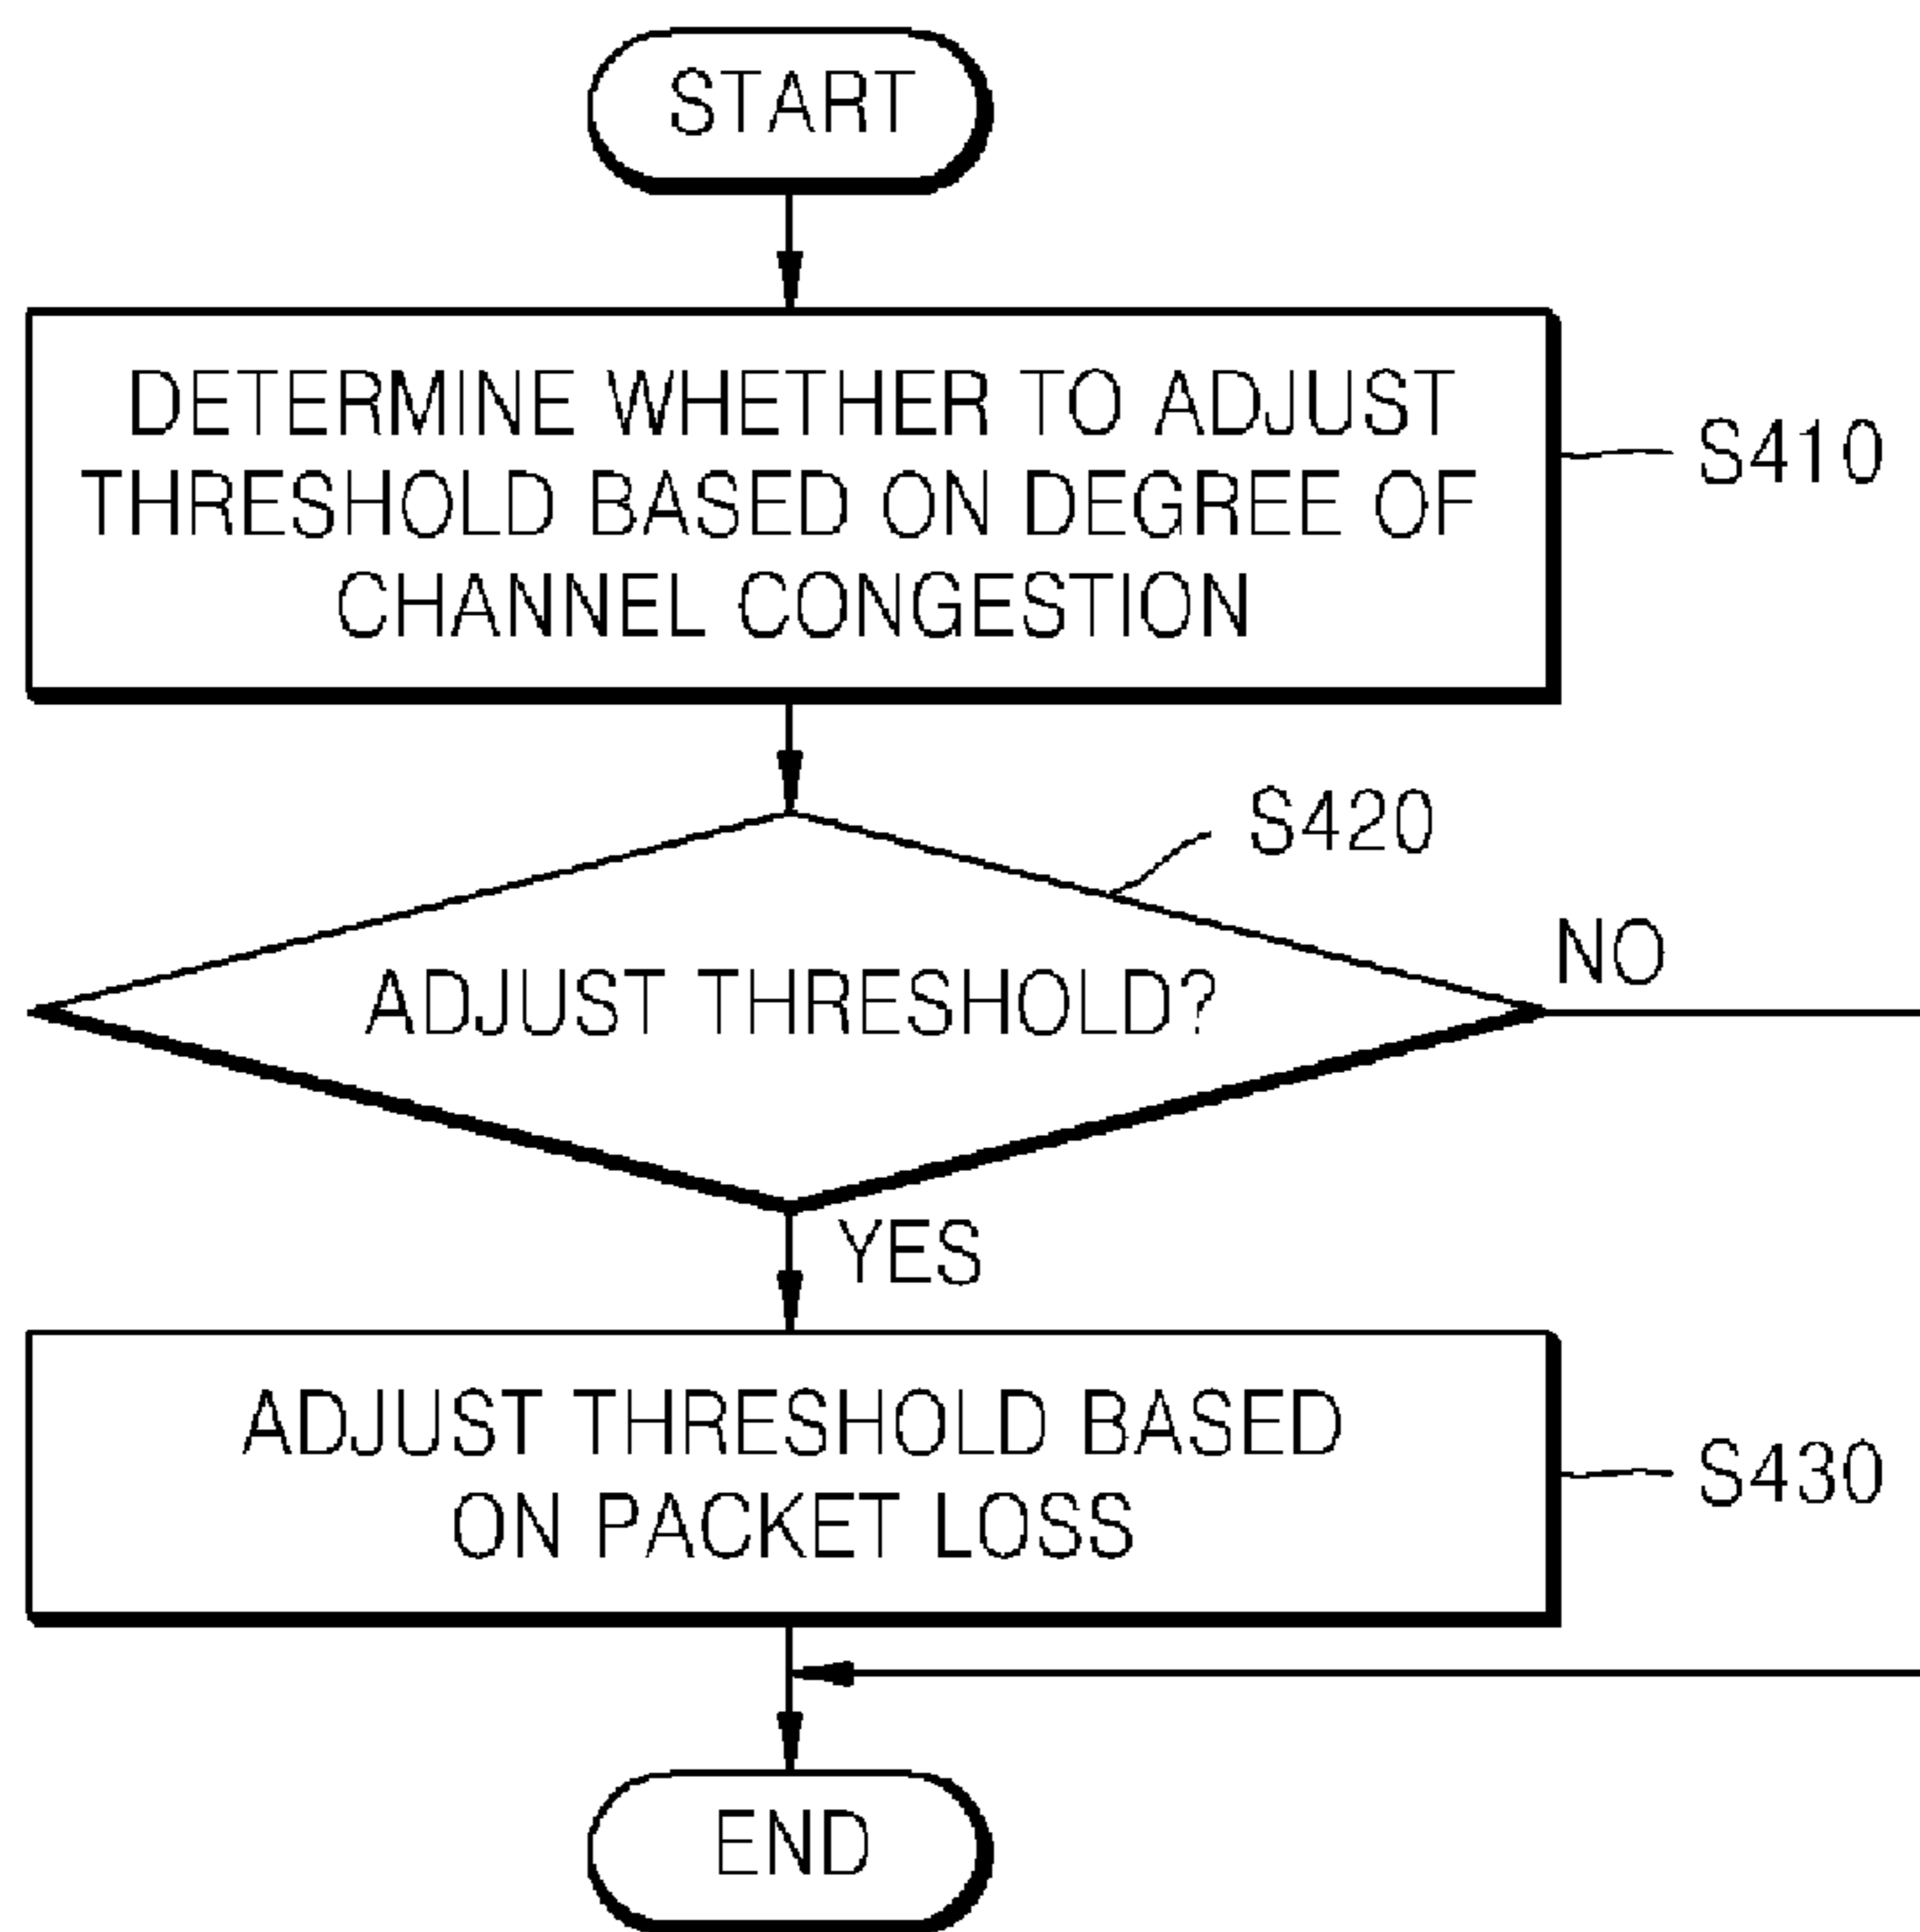 START
DETERMINE WHETHER TO ADJUST
THRESHOLD BASED ON DEGREE OF
CHANNEL CONGESTION
S410
S420
ADJUST THRESHOLD?
NO
YES
ADJUST THRESHOLD BASED
ON PACKET LOSS
S430
END